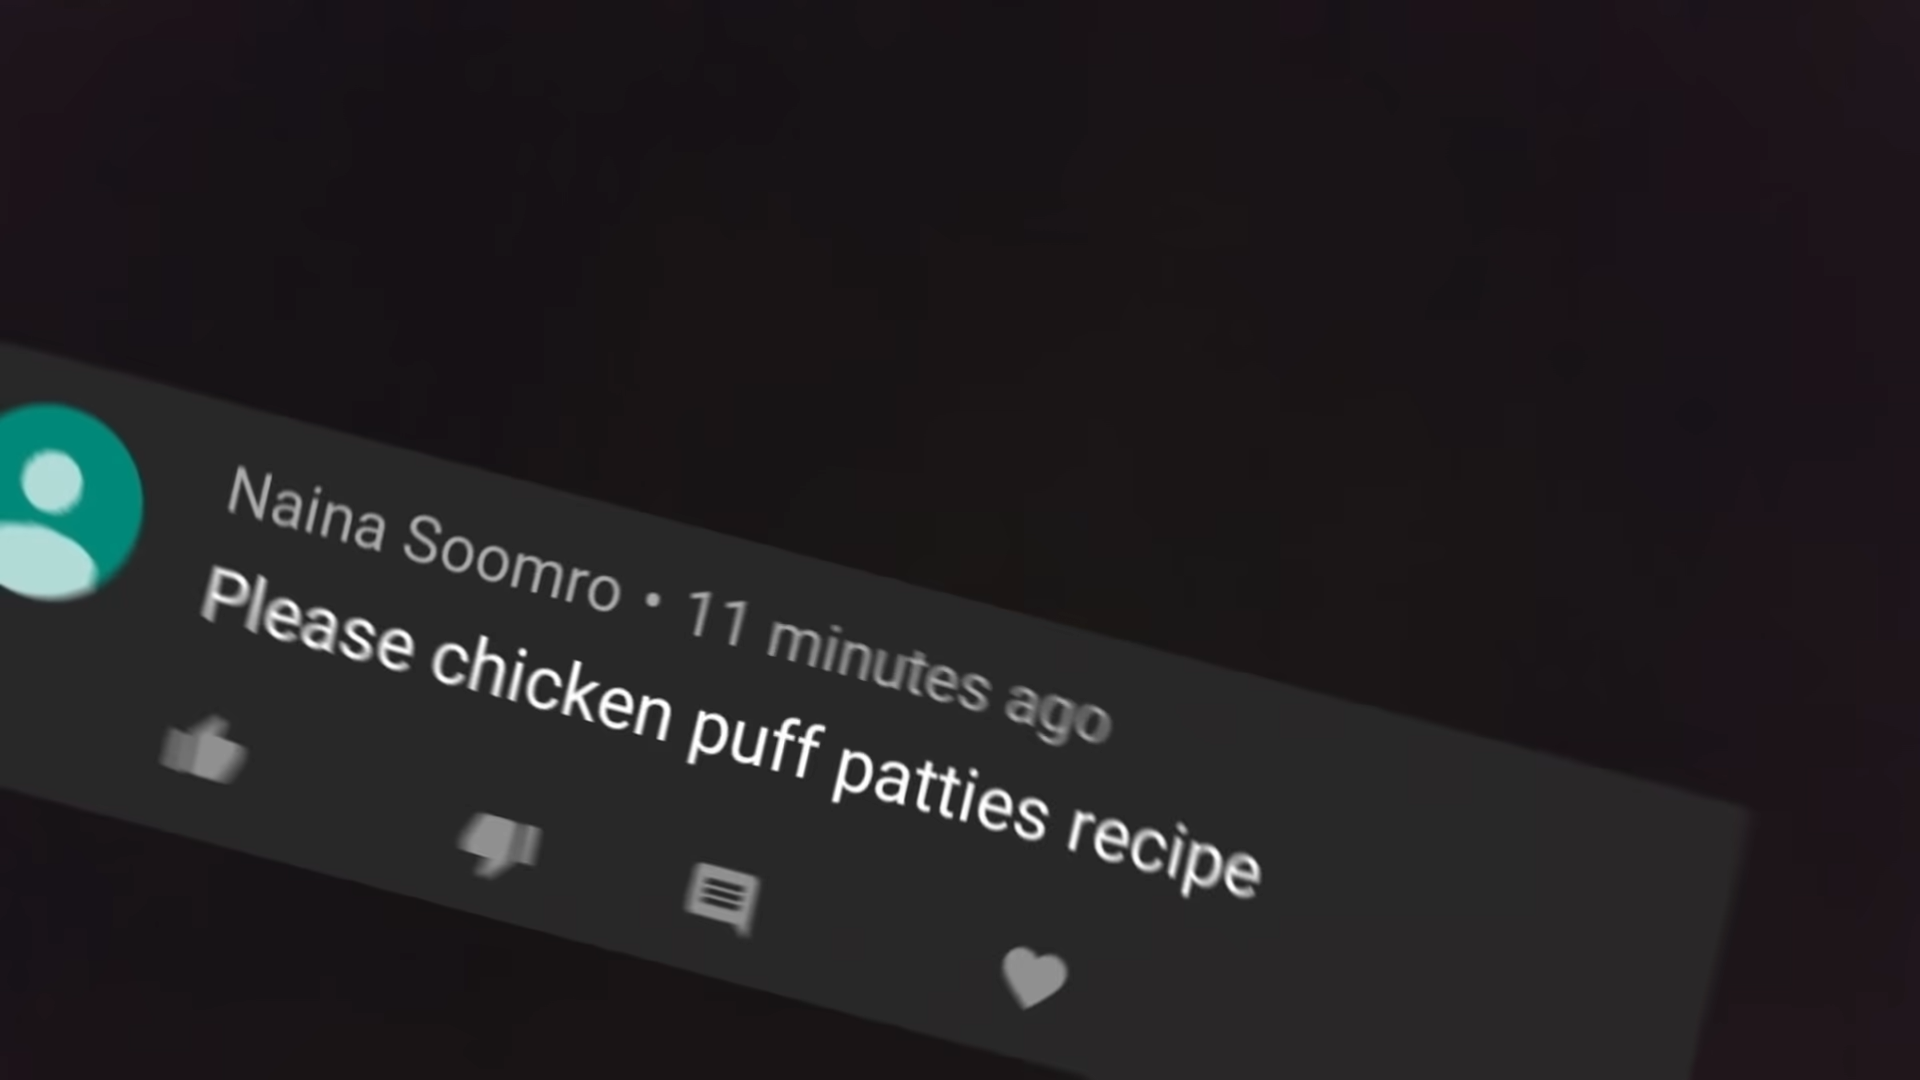 Naina Soomro • 11 minutes ago
Please chicken puff patties recipe